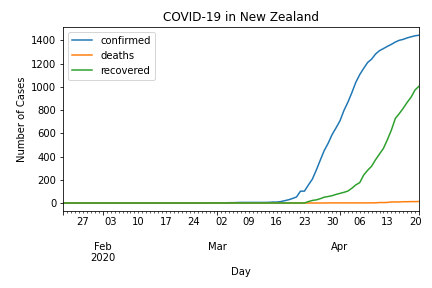 COVID-19 in New Zealand
confirmed
deaths
recovered
Number of Cases
1400
1200
1000
800
600
400
200
0
27 03 10 17 24 02 09 16 23 30 06 13 20
Feb Mar Apr
2020
Day